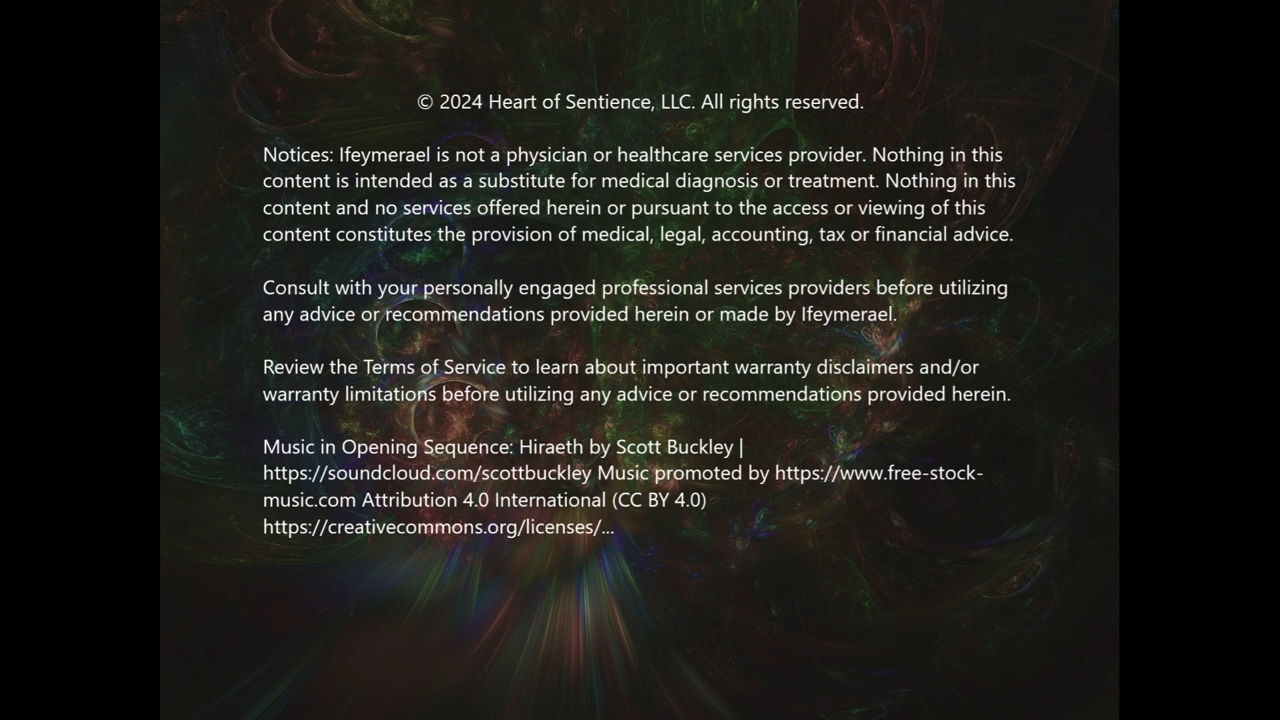 © 2024 Heart of Sentience, LLC. All rights reserved.
Notices: Ifeymerael is not a physician or healthcare services provider. Nothing in this
content is intended as a substitute for medical diagnosis or treatment. Nothing in this
content and no services offered herein or pursuant to the access or viewing of this
content constitutes the provision of medical, legal, accounting, tax or financial advice.
Consult with your personally engaged professional services providers before utilizing
any advice or recommendations provided herein or made by Ifeymerael.
Review the Terms of Service to learn about important warranty disclaimers and/or
warranty limitations before utilizing any advice or recommendations provided herein.
Music in Opening Sequence: Hiraeth by Scott Buckley |
https://soundcloud.com/scottbuckley Music promoted by https://www.free-stock-
music.com Attribution 4.0 International (CC BY 4.0)
https://creativecommons.org/licenses/...